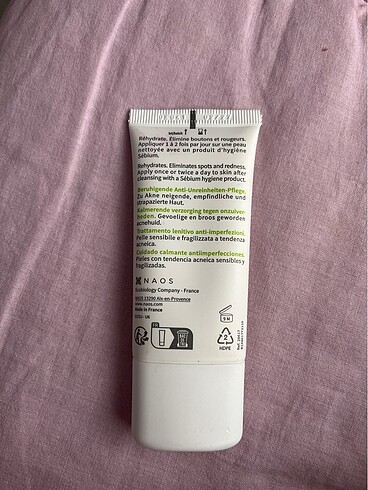 Réhydrate. Élimine boutons et rougeurs.
Appliquer 1 à 2 fois par jour sur une peau
nettoyée avec un produit d'hygiène
Sébium.
Rehydrates. Eliminates spots and redness.
Apply once or twice a day to skin after
cleansing with a Sébium hygiene product.
Beruhigende Anti-Unreinheiten-Pflege.
Zu Akne neigende, empfindliche und
strapazierte Haut.
Kalmerende verzorging tegen onzuiver-
heden. Gevoelige en broos geworden
acnehuid.
Trattamento lenitivo anti-imperfezioni.
Pelle sensibile e fragilizzata a tendenza
acneica.
Cuidado calmante antiimperfecciones.
Pieles con tendencia acneica sensibles y
fragilizadas.
NAOS
Ecobiology Company - France
13290 Aix-en-Provence
www.naos.com
Made in France
9 M
2
HDPE
FR